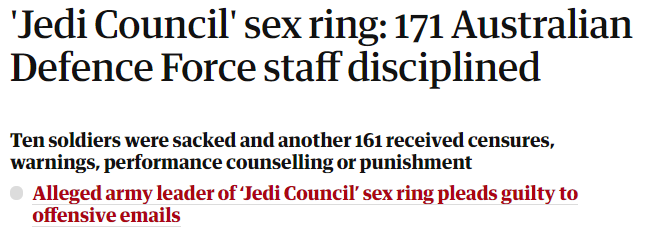 'Jedi Council' sex ring: 171 Australian
Defence Force staff disciplined
Ten soldiers were sacked and another 161 received censures,
warnings, performance counselling or punishment
Alleged army leader of ‘Jedi Council’ sex ring pleads guilty to
offensive emails